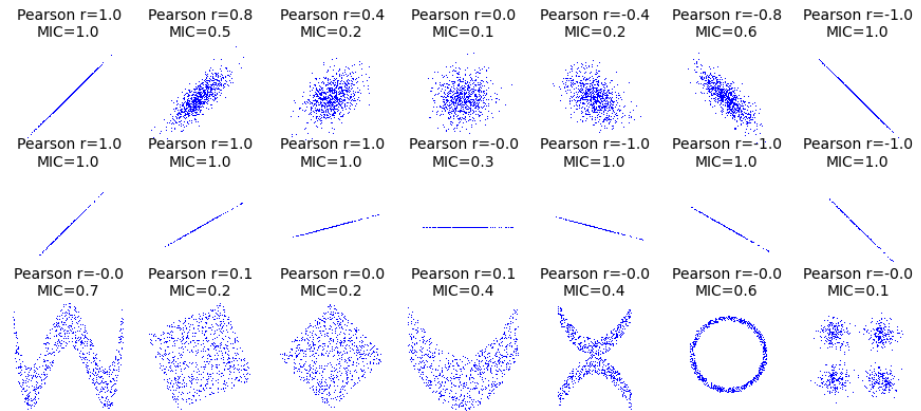 Pearson r=1.0 Pearson r=0.8 Pearson r=0.4 Pearson r=0.0 Pearson r=-0.4 Pearson r=-0.8 Pearson r=-1.0
MIC=1.0 MIC=0.5 MIC=0.2 MIC=0.1 MIC=0.2 MIC=0.6 MIC=1.0
Pearson r=1.0 Pearson r=1.0 Pearson r=1.0 Pearson r=-0.0 Pearson r=-1.0 Pearson r=-1.0 Pearson r=-1.0
MIC=1.0 MIC=1.0 MIC=1.0 MIC=0.3 MIC=1.0 MIC=1.0 MIC=1.0
Pearson r=-0.0 Pearson r=0.1 Pearson r=0.0 Pearson r=0.1 Pearson r=-0.0 Pearson r=-0.0 Pearson r=-0.0
MIC=0.7 MIC=0.2 MIC=0.2 MIC=0.4 MIC=0.4 MIC=0.6 MIC=0.1